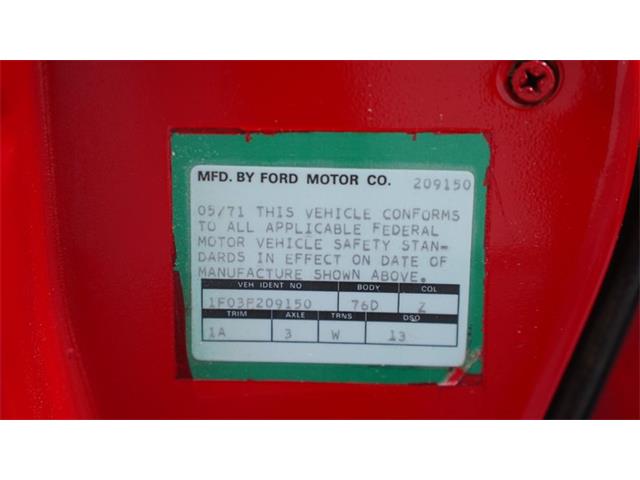 MFD. BY FORD MOTOR CO. 209150
05/71 THIS VEHICLE CONFORMS
TO ALL APPLICABLE FEDERAL
MOTOR VEHICLE SAFETY STAN-
DARDS IN EFFECT ON DATE OF
MANUFACTURE SHOWN ABOVE.
VEH IDENT NO BODY COL
1F03F209150 76D Z
TRIM AXLE TRNS DSO
1A 3 W 13